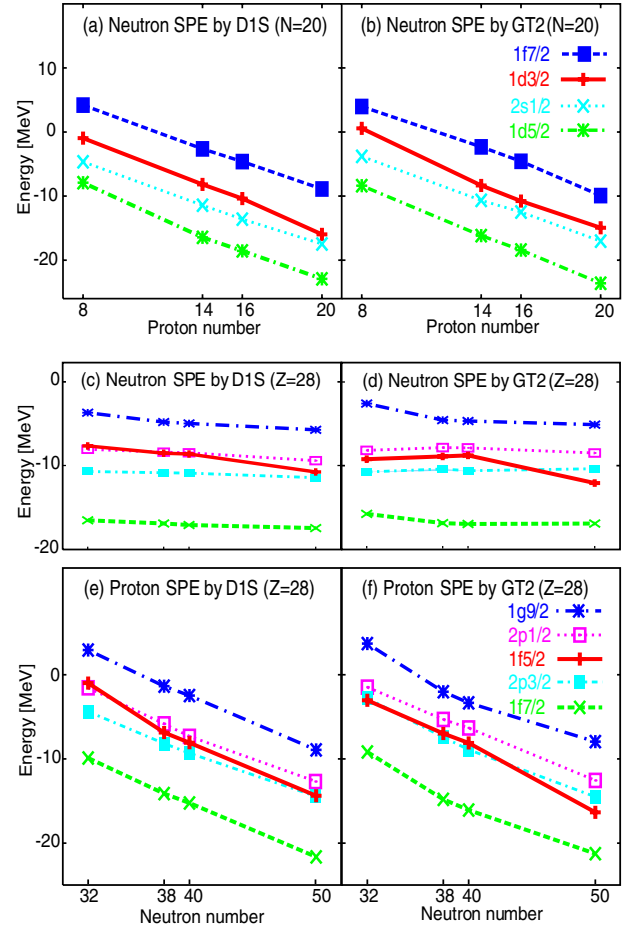 (a) Neutron SPE by D1S (N=20)
(b) Neutron SPE by GT2 (N=20)
1f7/2
1d3/2
2s1/2
1d5/2
Energy [MeV]
10
0
-10
-20
8 14 16 20
8 14 16 20
Proton number
Proton number
(c) Neutron SPE by D1S (Z=28)
(d) Neutron SPE by GT2 (Z=28)
Energy [MeV]
0
-10
-20
(e) Proton SPE by D1S (Z=28)
(f) Proton SPE by GT2 (Z=28)
1g9/2
2p1/2
1f5/2
2p3/2
1f7/2
Energy [MeV]
0
-10
-20
32 38 40 50
32 38 40 50
Neutron number
Neutron number